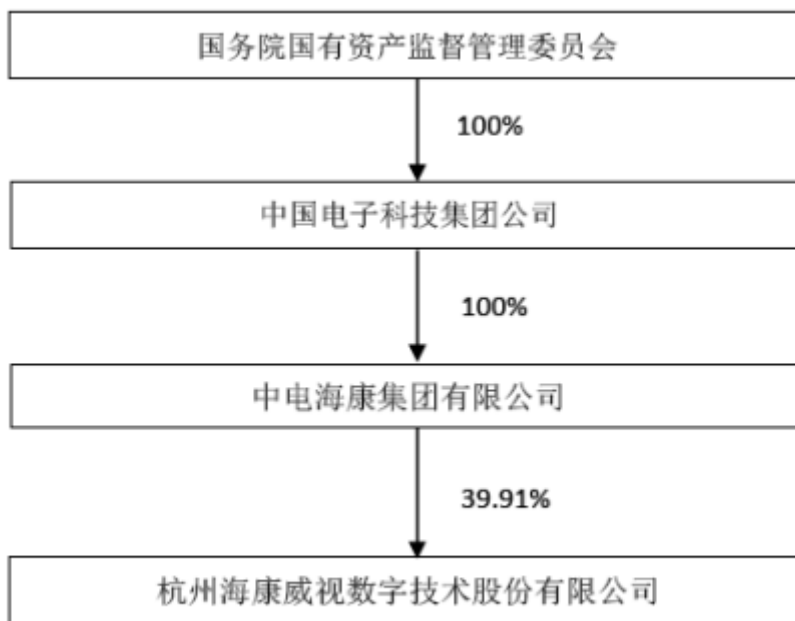 国务院国有资产监督管理委员会
100%
中国电子科技集团公司
100%
中电海康集团有限公司
39.91%
杭州海康威视数字技术股份有限公司